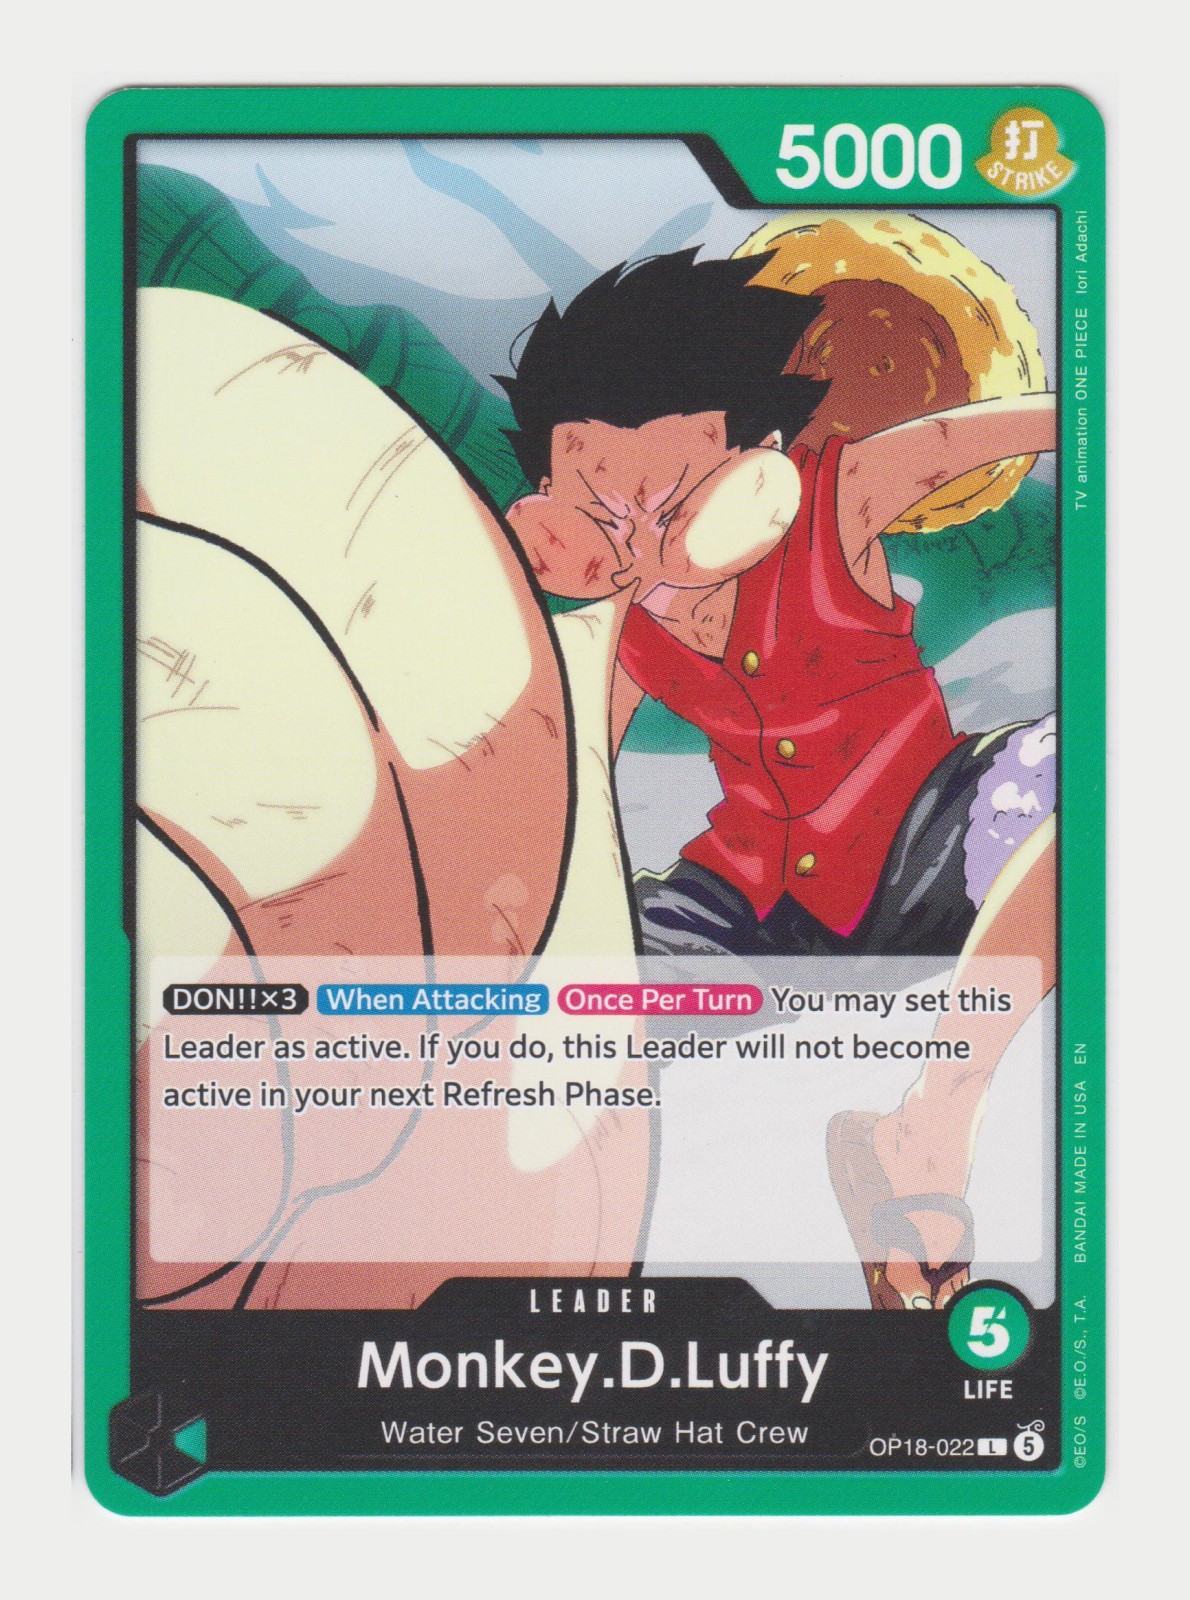 5000
打
STRIKE
TV animation ONE PIECE Iori Adachi
DON!!×3 When Attacking Once Per Turn You may set this
Leader as active. If you do, this Leader will not become
active in your next Refresh Phase.
LEADER
Monkey.D.Luffy
Water Seven/Straw Hat Crew
5
LIFE
OP18-022 L 5
©EO/S ©E.O./S., T.A. BANDAI MADE IN USA EN